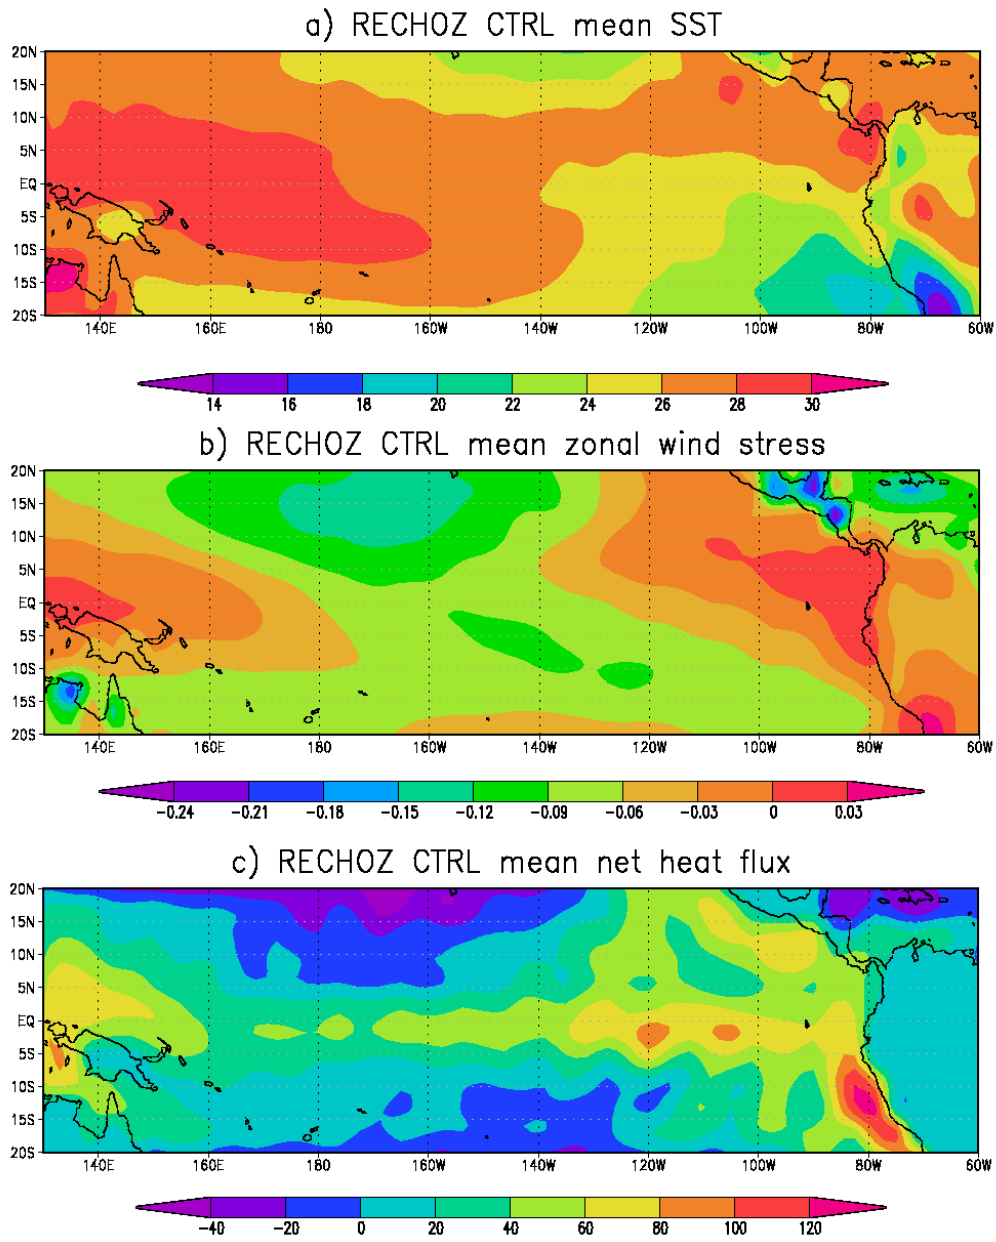 a) RECHOZ CTRL mean SST
20N
15N
10N
5N
EQ
5S
10S
15S
20S
140E 160E 180 160W 140W 120W 100W 80W 60W
14 16 18 20 22 24 26 28 30
b) RECHOZ CTRL mean zonal wind stress
20N
15N
10N
5N
EQ
5S
10S
15S
20S
140E 160E 180 160W 140W 120W 100W 80W 60W
-0.24 -0.21 -0.18 -0.15 -0.12 -0.09 -0.06 -0.03 0 0.03
c) RECHOZ CTRL mean net heat flux
20N
15N
10N
5N
EQ
5S
10S
15S
20S
140E 160E 180 160W 140W 120W 100W 80W 60W
-40 -20 0 20 40 60 80 100 120